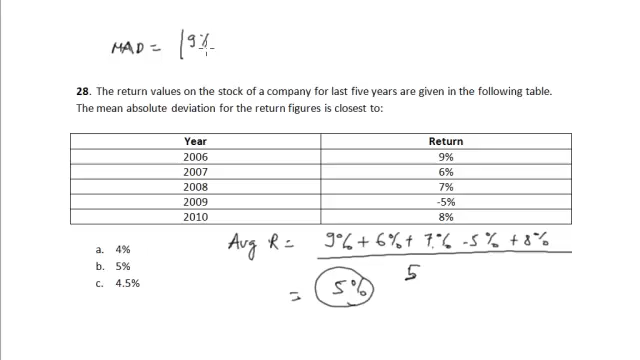 MAD = |9%
28. The return values on the stock of a company for last five years are given in the following table.
The mean absolute deviation for the return figures is closest to:
Year Return
2006 9%
2007 6%
2008 7%
2009 -5%
2010 8%
Avg R = 9% + 6% + 7% - 5% + 8%
5
= 5%
a. 4%
b. 5%
c. 4.5%